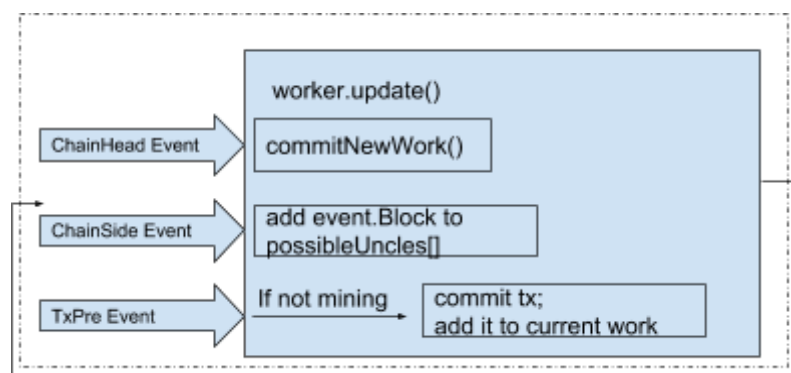 worker.update()
ChainHead Event
commitNewWork()
ChainSide Event
add event.Block to
possibleUncles[]
TxPre Event
If not mining
commit tx;
add it to current work